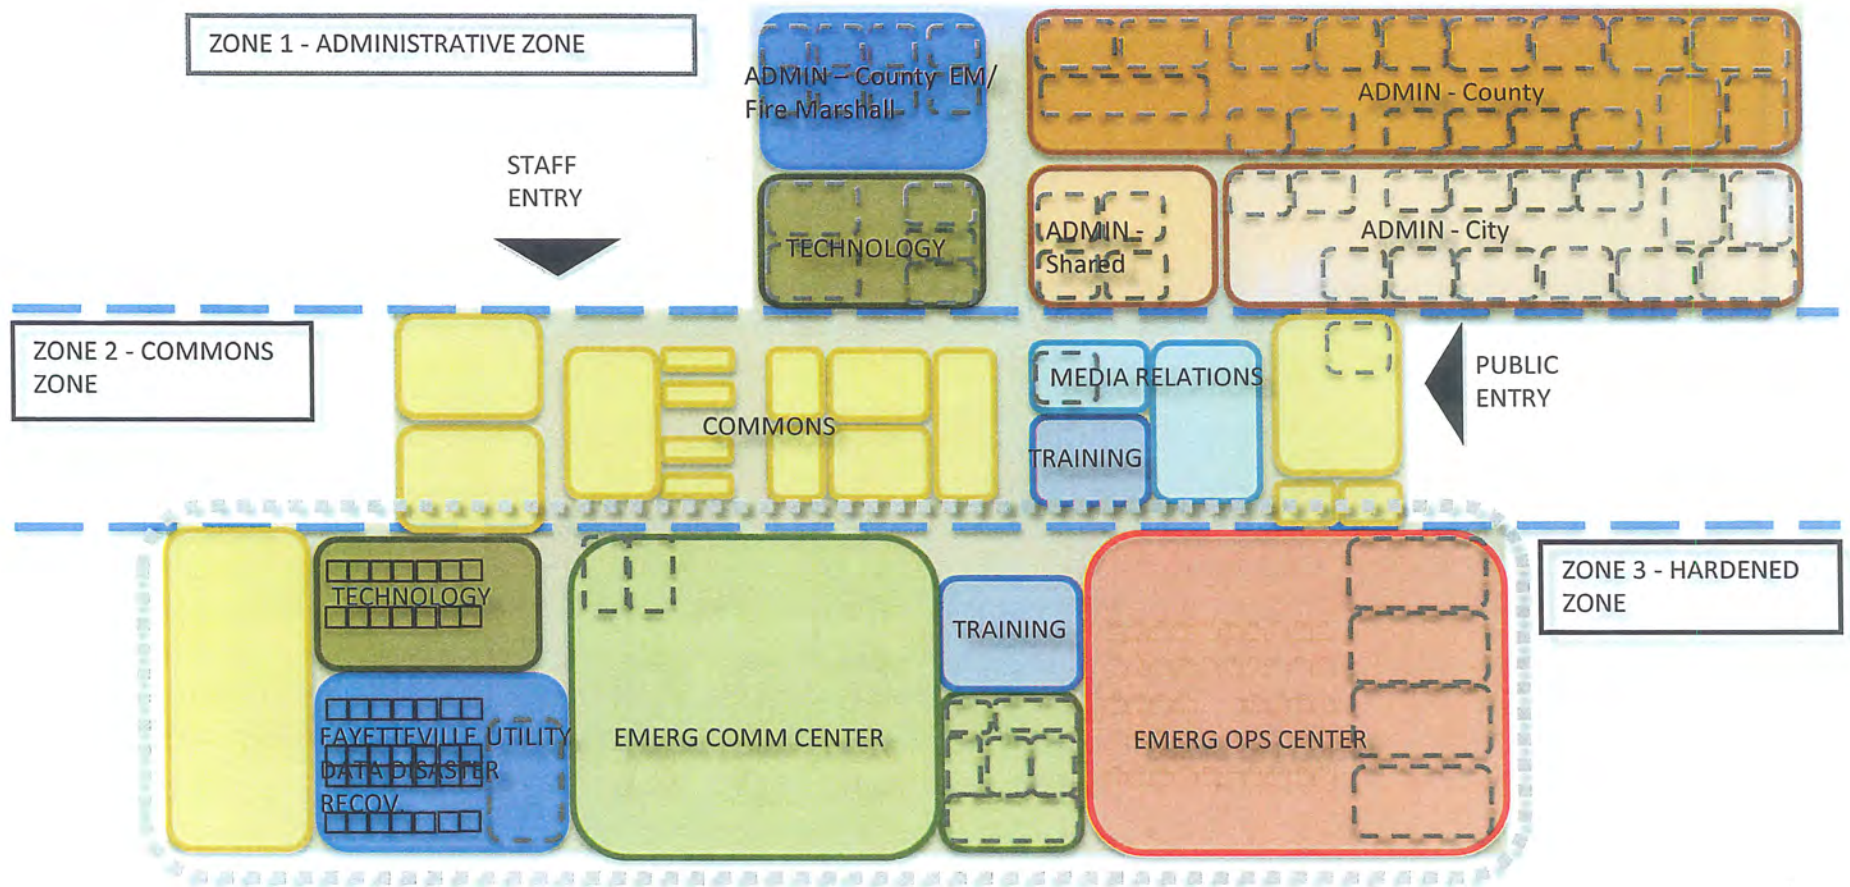 ZONE 1 - ADMINISTRATIVE ZONE
ADMIN – County EM/
Fire Marshall
ADMIN - County
STAFF
ENTRY
TECHNOLOGY
ADMIN -
Shared
ADMIN - City
ZONE 2 - COMMONS
ZONE
COMMONS
MEDIA RELATIONS
TRAINING
PUBLIC
ENTRY
TECHNOLOGY
FAYETTEVILLE UTILITY
DATA DISASTER
RECOV.
EMERG COMM CENTER
TRAINING
EMERG OPS CENTER
ZONE 3 - HARDENED
ZONE